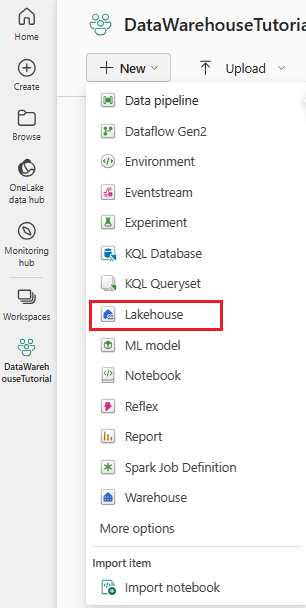 Home
Create
Browse
OneLake
data hub
Monitoring
hub
Workspaces
DataWareh
ouseTutorial
DataWarehouseTutoria
New
Upload
Data pipeline
Dataflow Gen2
Environment
Eventstream
Experiment
KQL Database
KQL Queryset
Lakehouse
ML model
Notebook
Reflex
Report
Spark Job Definition
Warehouse
More options
Import item
Import notebook